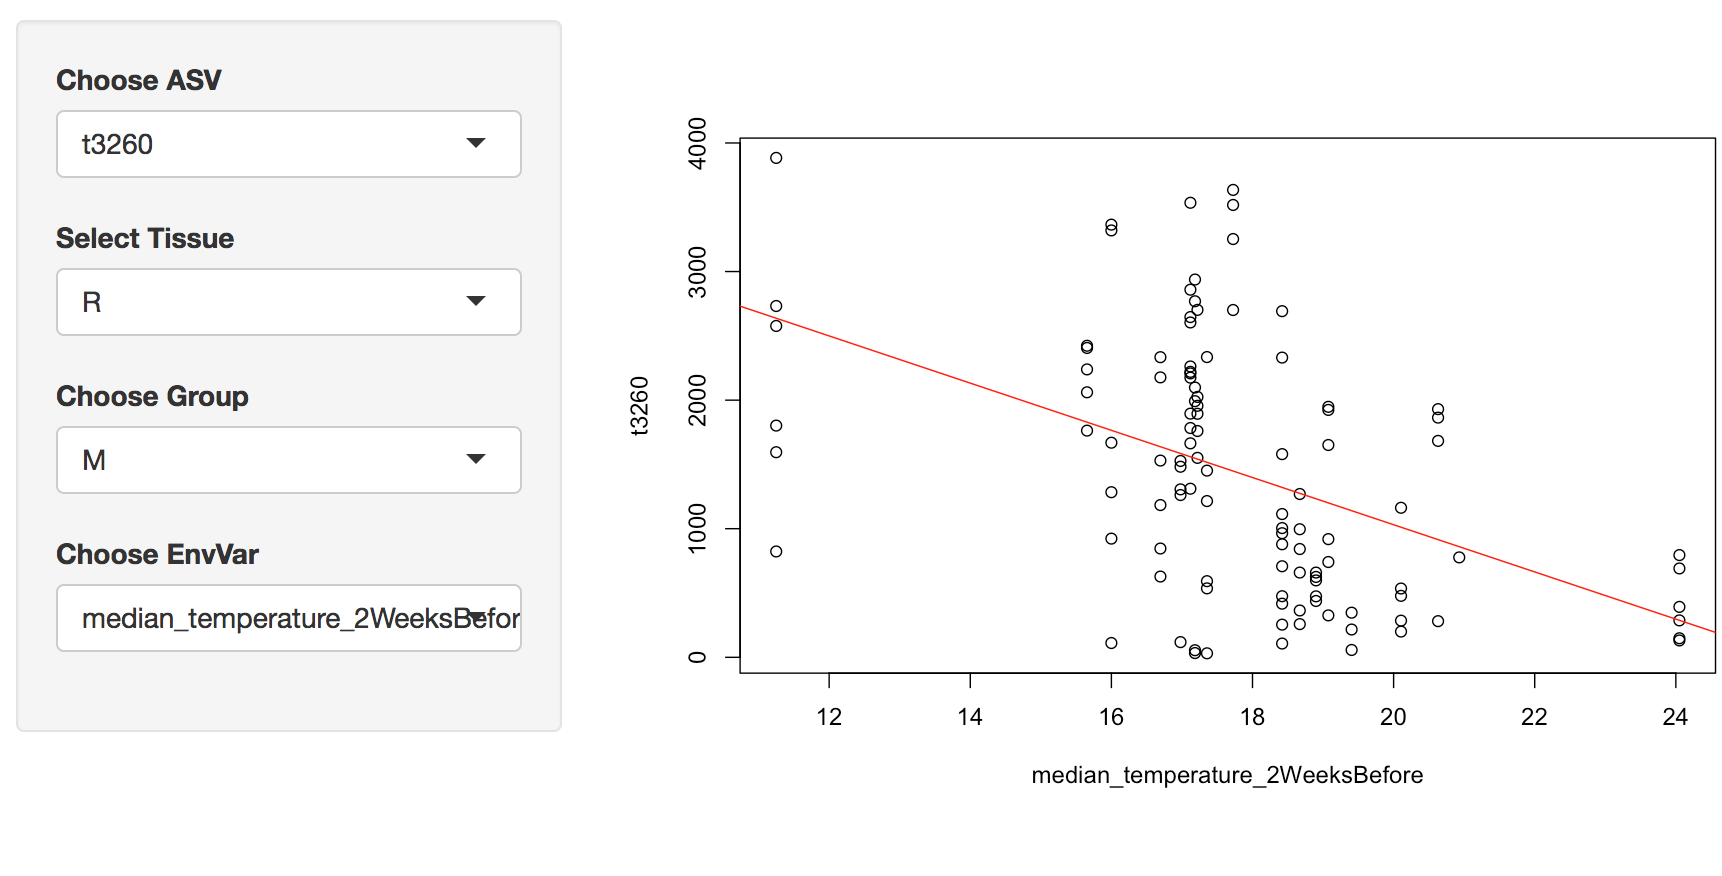 Choose ASV
t3260
Select Tissue
R
Choose Group
M
Choose EnvVar
median_temperature_2WeeksBefor
4000
3000
2000
1000
0
t3260
12 14 16 18 20 22 24
median_temperature_2WeeksBefore